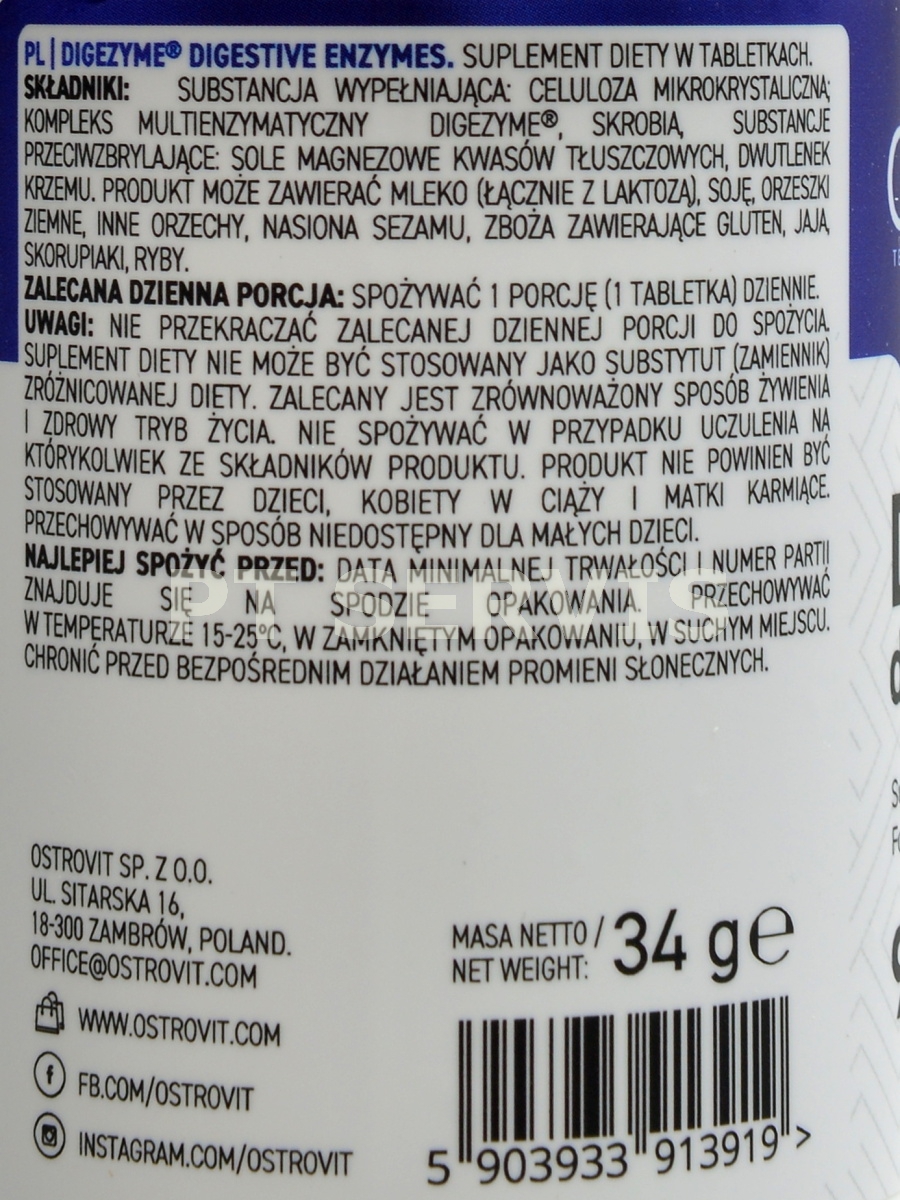 PL | DIGEZYME® DIGESTIVE ENZYMES. SUPLEMENT DIETY W TABLETKACH.
SKŁADNIKI: SUBSTANCJA WYPEŁNIAJĄCA: CELULOZA MIKROKRYSTALICZNA;
KOMPLEKS MULTIENZYMATYCZNY DIGEZYME®, SKROBIA, SUBSTANCJE
PRZECIWZBRYLAJĄCE: SOLE MAGNEZOWE KWASÓW TŁUSZCZOWYCH, DWUTLENEK
KRZEMU. PRODUKT MOŻE ZAWIERAĆ MLEKO (ŁĄCZNIE Z LAKTOZĄ), SOJĘ, ORZESZKI
ZIEMNE, INNE ORZECHY, NASIONA SEZAMU, ZBOŻA ZAWIERAJĄCE GLUTEN, JAJA,
SKORUPIAKI, RYBY.
ZALECANA DZIENNA PORCJA: SPOŻYWAĆ 1 PORCJĘ (1 TABLETKA) DZIENNIE.
UWAGI: NIE PRZEKRACZAĆ ZALECANEJ DZIENNEJ PORCJI DO SPOŻYCIA.
SUPLEMENT DIETY NIE MOŻE BYĆ STOSOWANY JAKO SUBSTYTUT (ZAMIENNIK)
ZRÓŻNICOWANEJ DIETY. ZALECANY JEST ZRÓWNOWAŻONY SPOSÓB ŻYWIENIA
I ZDROWY TRYB ŻYCIA. NIE SPOŻYWAĆ W PRZYPADKU UCZULENIA NA
KTÓRYKOLWIEK ZE SKŁADNIKÓW PRODUKTU. PRODUKT NIE POWINIEN BYĆ
STOSOWANY PRZEZ DZIECI, KOBIETY W CIĄŻY I MATKI KARMIĄCE.
PRZECHOWYWAĆ W SPOSÓB NIEDOSTĘPNY DLA MAŁYCH DZIECI.
NAJLEPIEJ SPOŻYĆ PRZED: DATA MINIMALNEJ TRWAŁOŚCI I NUMER PARTII
ZNAJDUJE SIĘ NA SPODZIE OPAKOWANIA. PRZECHOWYWAĆ
W TEMPERATURZE 15-25°C, W ZAMKNIĘTYM OPAKOWANIU, W SUCHYM MIEJSCU.
CHRONIĆ PRZED BEZPOŚREDNIM DZIAŁANIEM PROMIENI SŁONECZNYCH.
PT SERVIS
OSTROVIT SP. Z O.O.
UL. SITARSKA 16,
18-300 ZAMBRÓW, POLAND.
OFFICE@OSTROVIT.COM
WWW.OSTROVIT.COM
FB.COM/OSTROVIT
INSTAGRAM.COM/OSTROVIT
MASA NETTO / 34 g℮
NET WEIGHT:
5 903933 913919 >